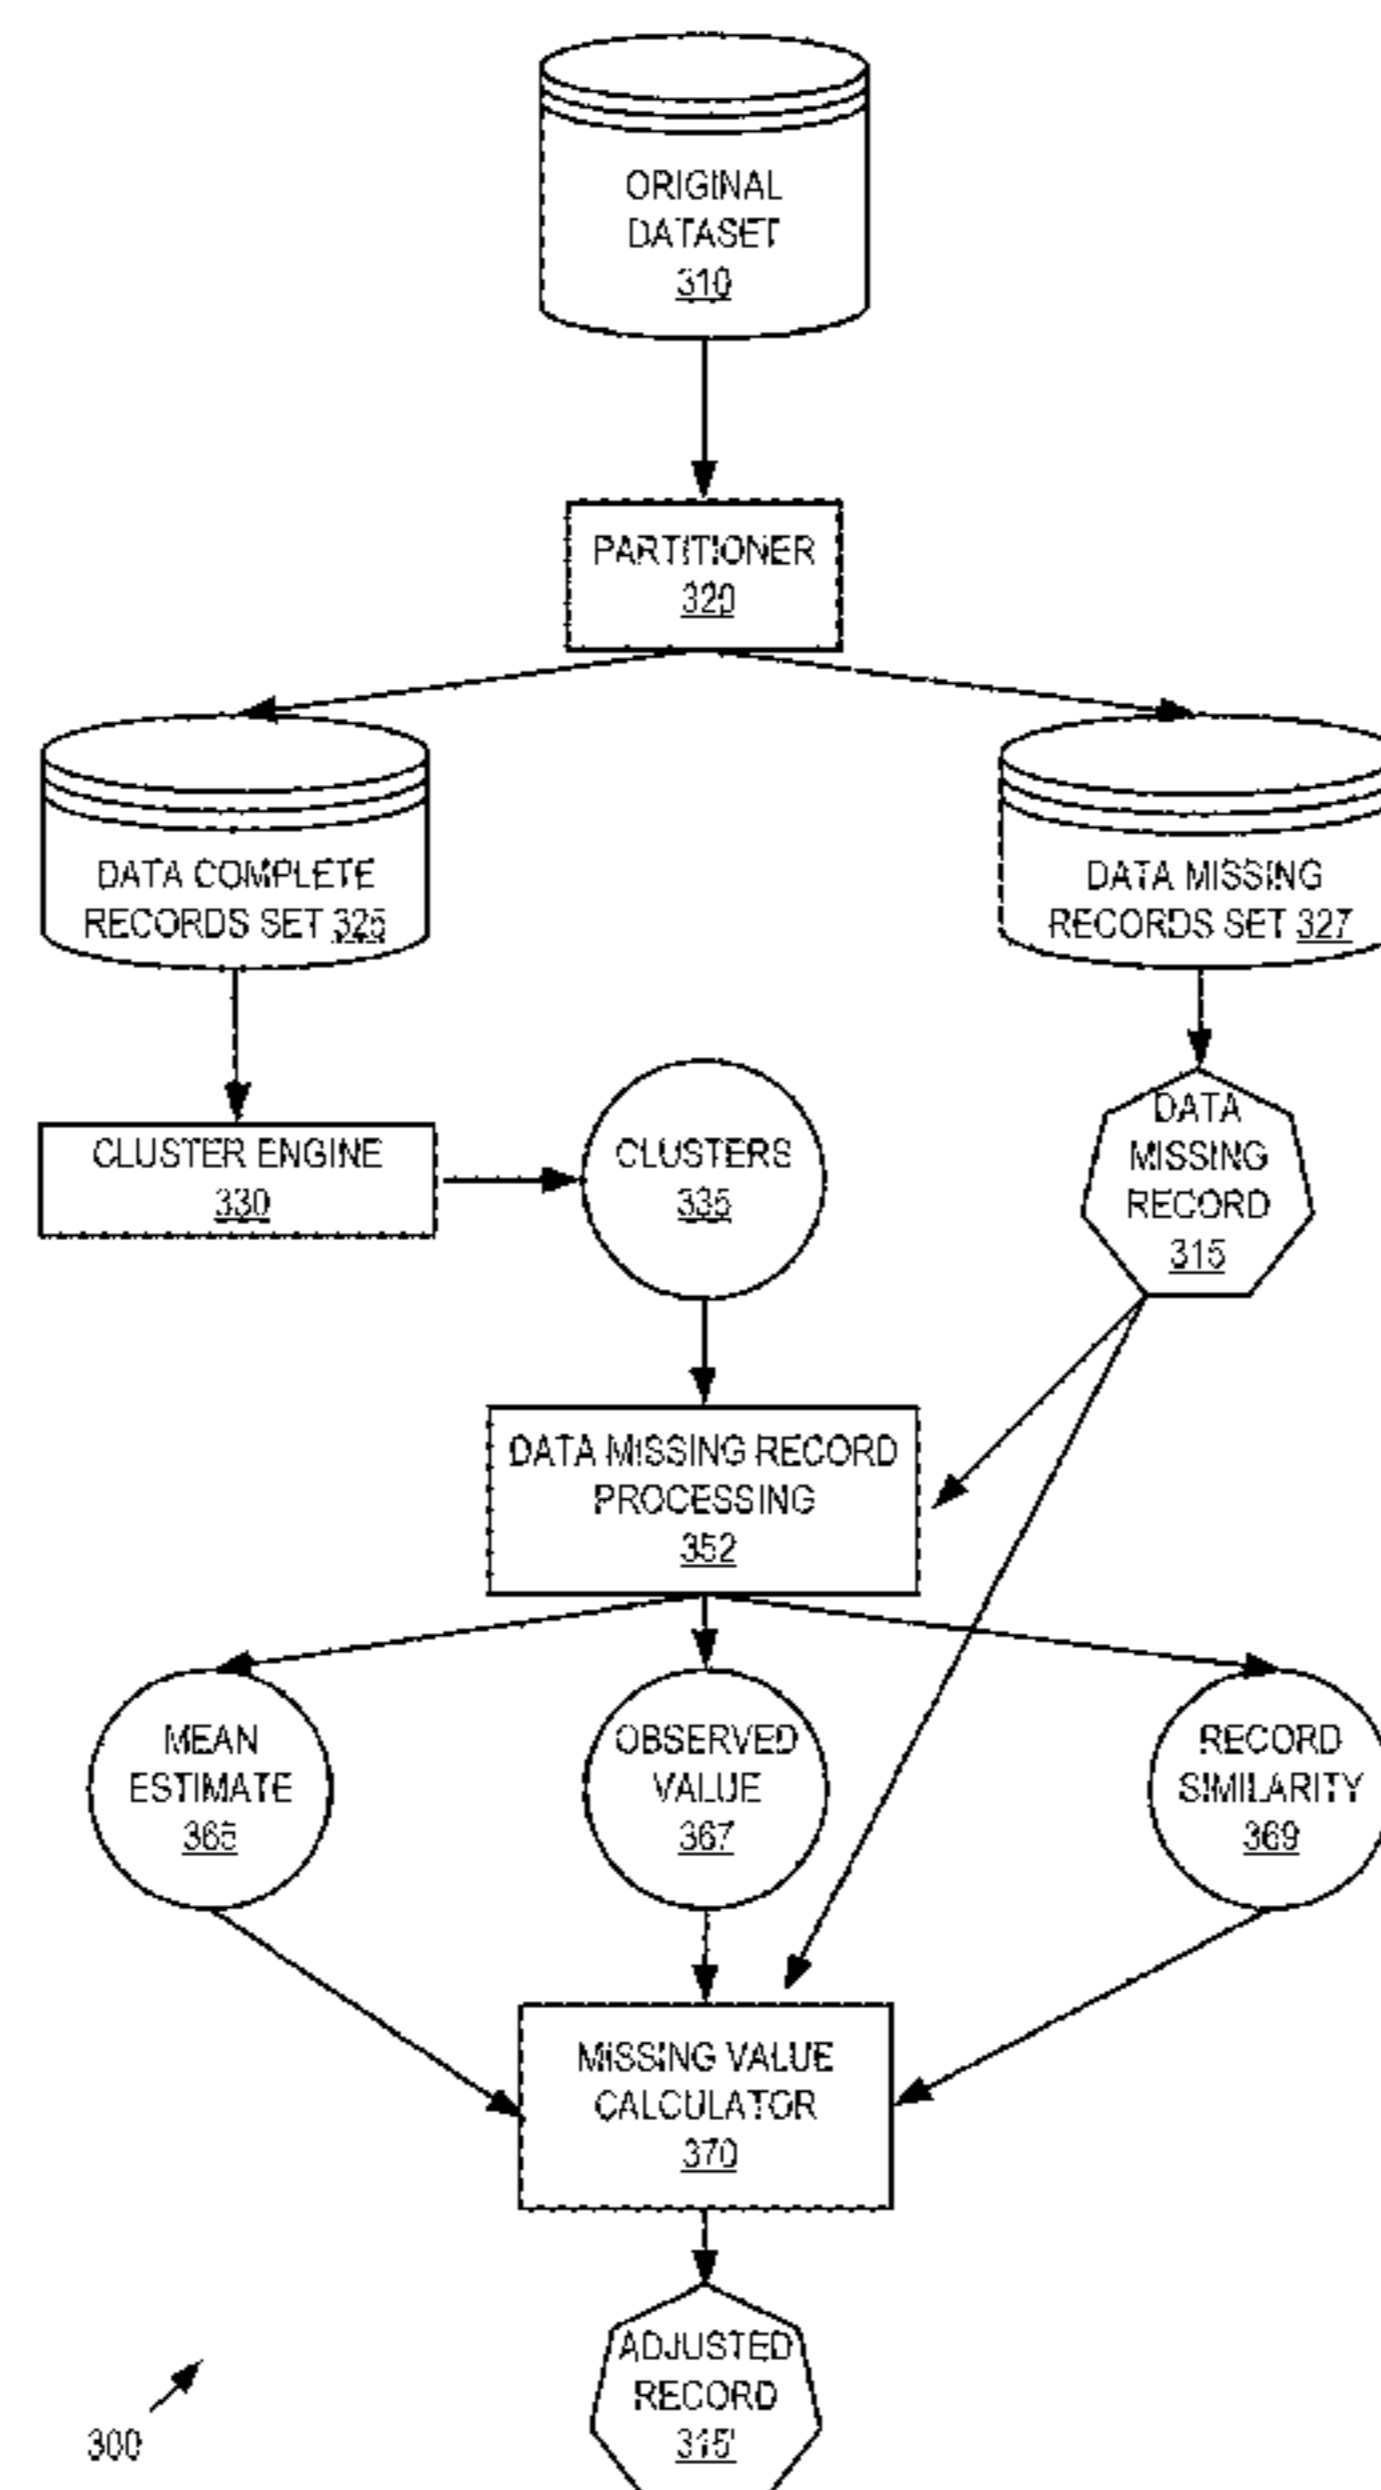 ORIGINAL
DATASET
310
PARTITIONER
320
DATA COMPLETE
RECORDS SET 325
DATA MISSING
RECORDS SET 327
CLUSTER ENGINE
330
CLUSTERS
335
DATA
MISSING
RECORD
315
DATA MISSING RECORD
PROCESSING
352
MEAN
ESTIMATE
365
OBSERVED
VALUE
367
RECORD
SIMILARITY
369
MISSING VALUE
CALCULATOR
370
ADJUSTED
RECORD
315'
300